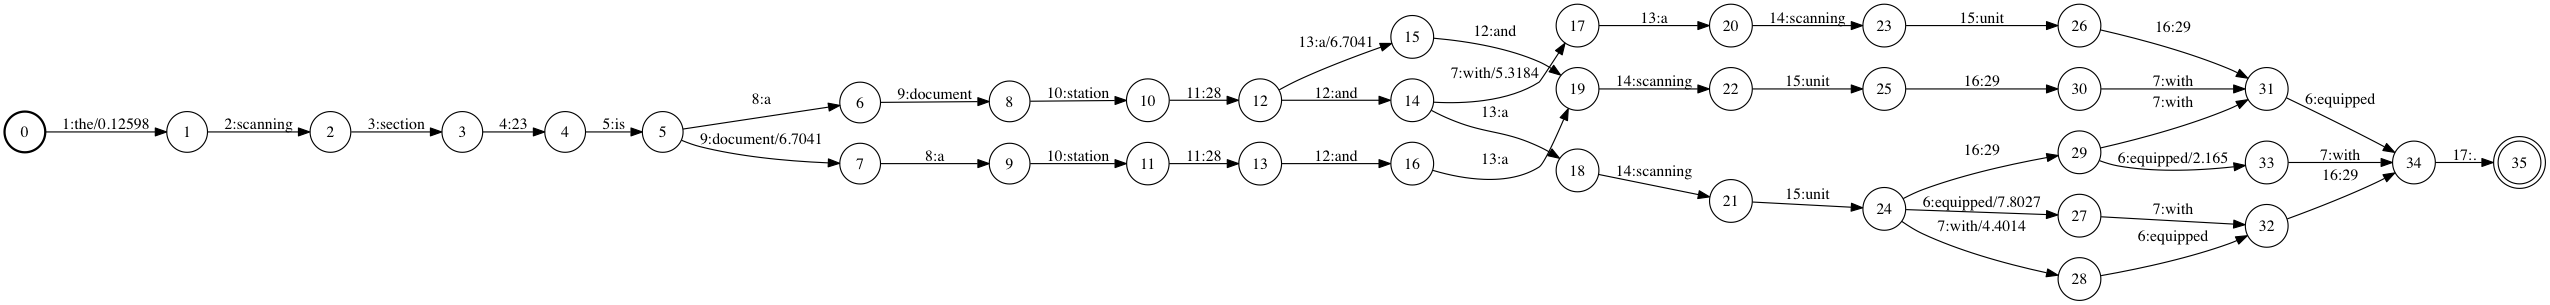 0
1:the/0.12598
1
2:scanning
2
3:section
3
4:23
4
5:is
5
8:a
6
9:document
8
10:station
10
11:28
12
9:document/6.7041
7
8:a
9
10:station
11
11:28
13
12:and
16
13:a
13:a/6.7041
15
12:and
12:and
14
7:with/5.3184
13:a
17
13:a
20
14:scanning
23
15:unit
26
16:29
19
14:scanning
22
15:unit
25
16:29
30
7:with
31
6:equipped
18
14:scanning
21
15:unit
24
16:29
29
7:with
6:equipped/2.165
33
7:with
6:equipped/7.8027
27
7:with
32
16:29
7:with/4.4014
28
6:equipped
34
17:.
35